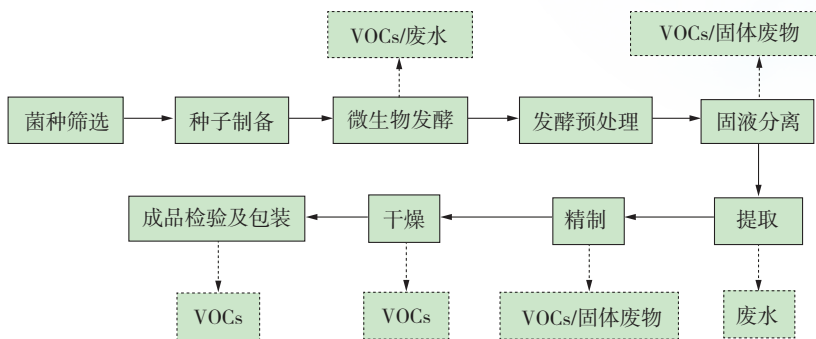 VOCs/废水
VOCs/固体废物
菌种筛选
种子制备
微生物发酵
发酵预处理
固液分离
成品检验及包装
干燥
精制
提取
VOCs
VOCs
VOCs/固体废物
废水